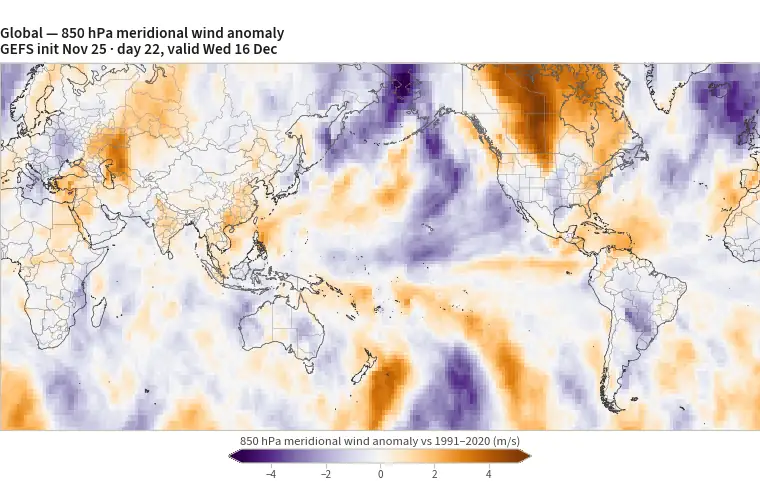 Global — 850 hPa meridional wind anomaly
GEFS init Nov 25 · day 22, valid Wed 16 Dec
850 hPa meridional wind anomaly vs 1991–2020 (m/s)
−4 −2 0 2 4